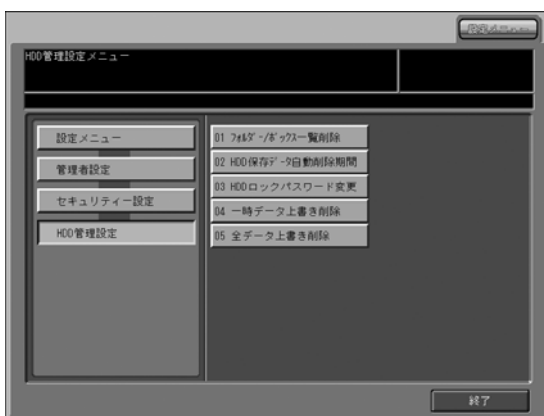 設定メニュー
HDD管理設定メニュー
設定メニュー
管理者設定
セキュリティー設定
HDD管理設定
01 フォルダ-/ボックス一覧削除
02 HDD保存デ-タ自動削除期間
03 HDDロックパスワード変更
04 一時データ上書き削除
05 全データ上書き削除
終了